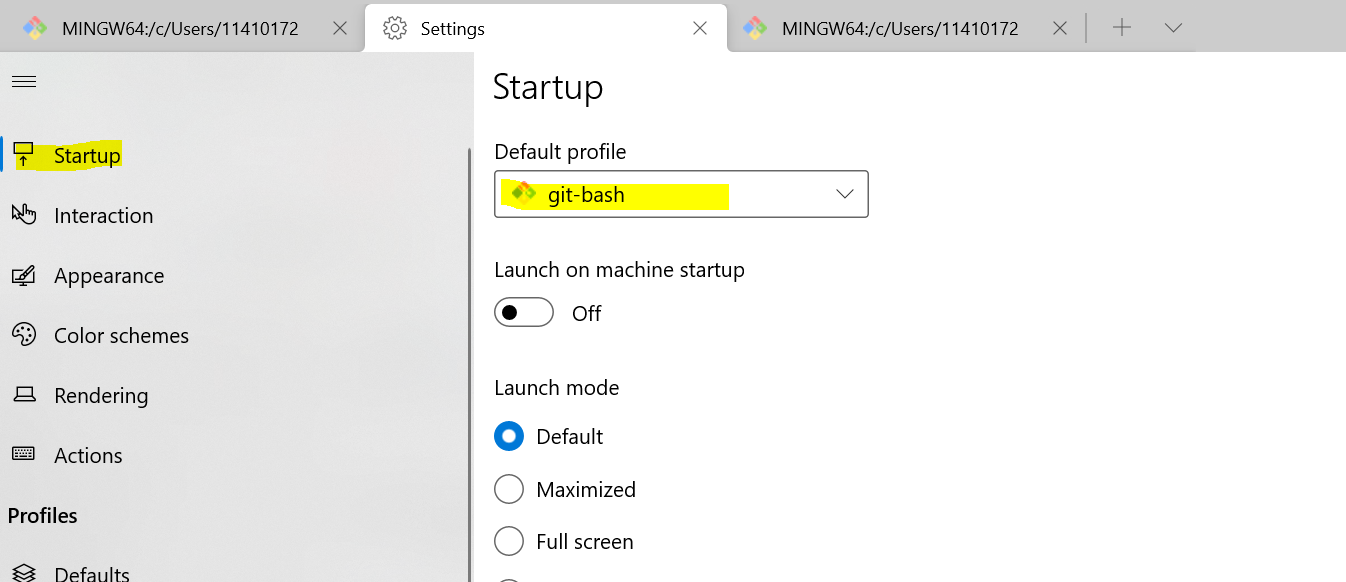 MINGW64:/c/Users/11410172
Settings
MINGW64:/c/Users/11410172
Startup
Interaction
Appearance
Color schemes
Rendering
Actions
Profiles
Defaults
Startup
Default profile
git-bash
Launch on machine startup
Off
Launch mode
Default
Maximized
Full screen